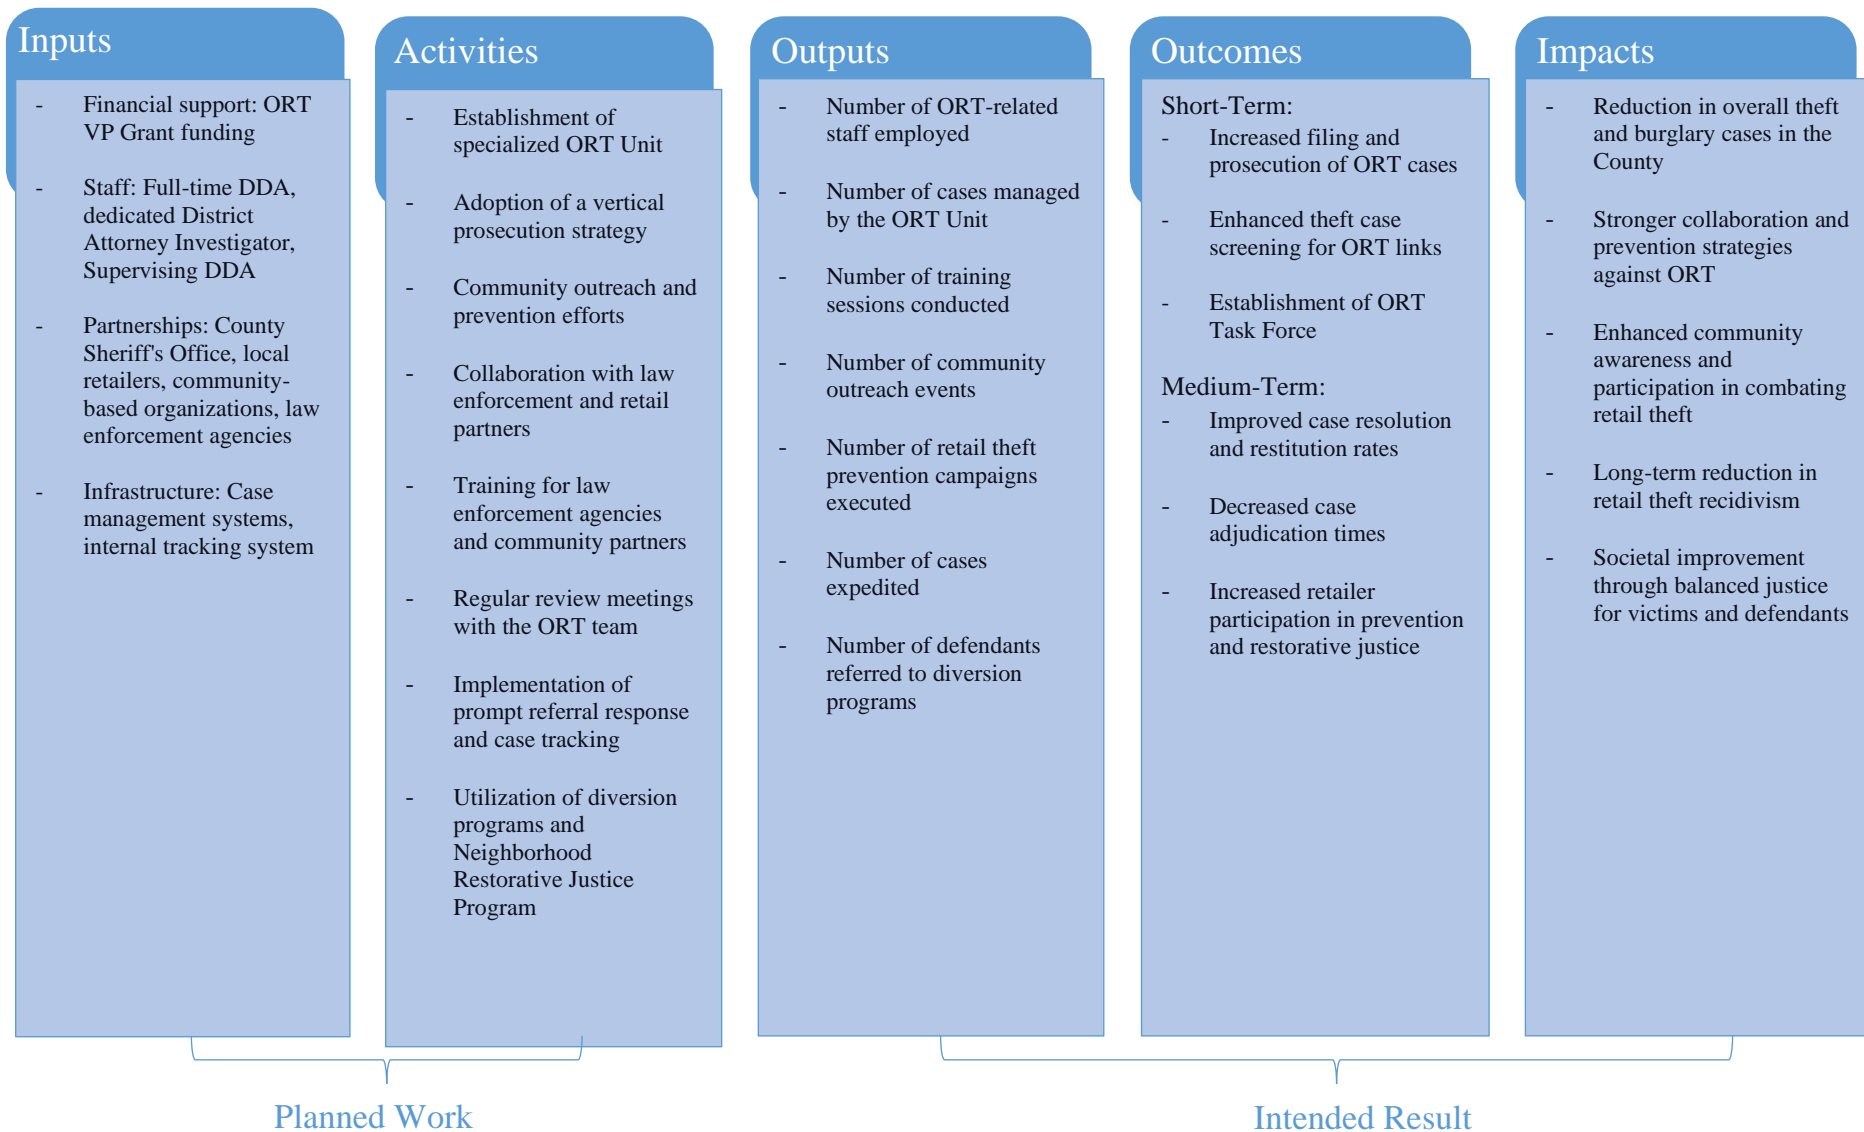 Inputs
- Financial support: ORT
VP Grant funding
- Staff: Full-time DDA,
dedicated District
Attorney Investigator,
Supervising DDA
- Partnerships: County
Sheriff's Office, local
retailers, community-
based organizations, law
enforcement agencies
- Infrastructure: Case
management systems,
internal tracking system
Activities
- Establishment of
specialized ORT Unit
- Adoption of a vertical
prosecution strategy
- Community outreach and
prevention efforts
- Collaboration with law
enforcement and retail
partners
- Training for law
enforcement agencies
and community partners
- Regular review meetings
with the ORT team
- Implementation of
prompt referral response
and case tracking
- Utilization of diversion
programs and
Neighborhood
Restorative Justice
Program
Outputs
- Number of ORT-related
staff employed
- Number of cases managed
by the ORT Unit
- Number of training
sessions conducted
- Number of community
outreach events
- Number of retail theft
prevention campaigns
executed
- Number of cases
expedited
- Number of defendants
referred to diversion
programs
Outcomes
Short-Term:
- Increased filing and
prosecution of ORT cases
- Enhanced theft case
screening for ORT links
- Establishment of ORT
Task Force
Medium-Term:
- Improved case resolution
and restitution rates
- Decreased case
adjudication times
- Increased retailer
participation in prevention
and restorative justice
Impacts
- Reduction in overall theft
and burglary cases in the
County
- Stronger collaboration and
prevention strategies
against ORT
- Enhanced community
awareness and
participation in combating
retail theft
- Long-term reduction in
retail theft recidivism
- Societal improvement
through balanced justice
for victims and defendants
Planned Work
Intended Result